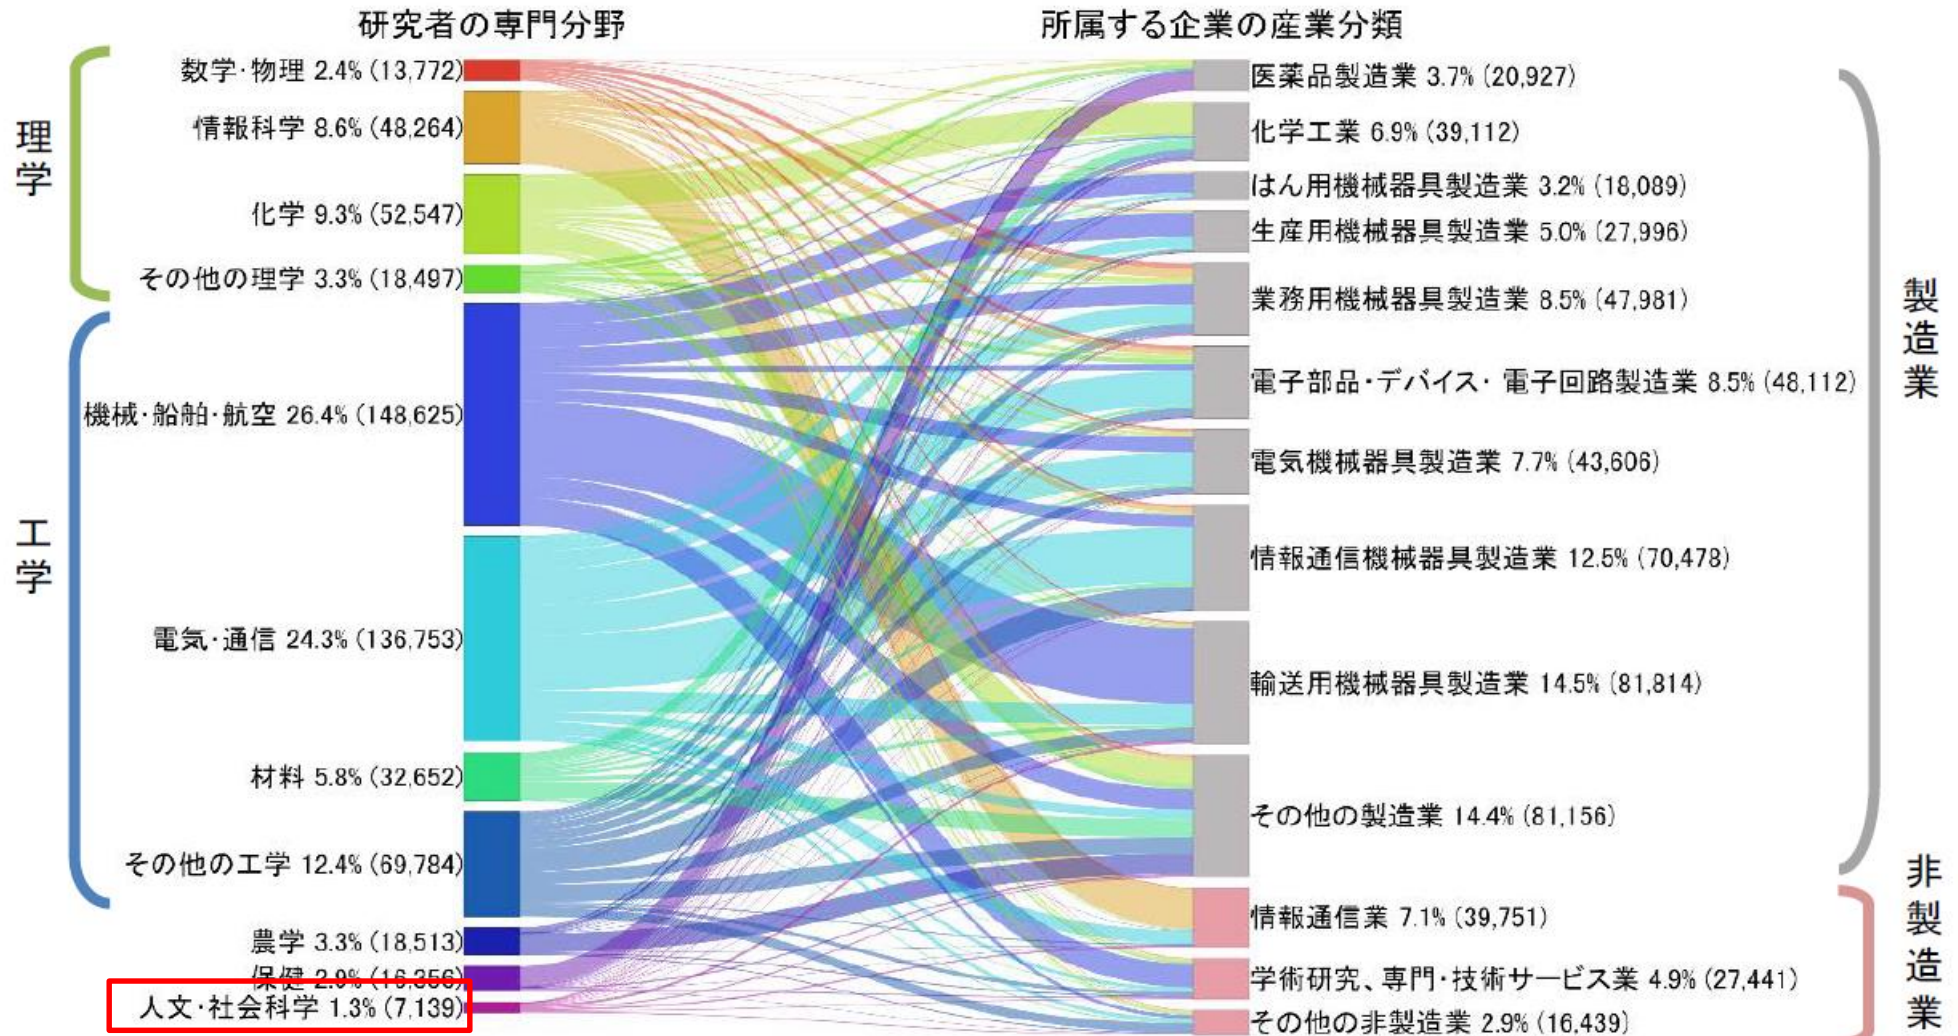 研究者の専門分野
所属する企業の産業分類
理学
数学・物理 2.4% (13,772)
情報科学 8.6% (48,264)
化学 9.3% (52,547)
その他の理学 3.3% (18,497)
工学
機械・船舶・航空 26.4% (148,625)
電気・通信 24.3% (136,753)
材料 5.8% (32,652)
その他の工学 12.4% (69,784)
農学 3.3% (18,513)
保健 2.9% (16,356)
人文・社会科学 1.3% (7,139)
医薬品製造業 3.7% (20,927)
化学工業 6.9% (39,112)
はん用機械器具製造業 3.2% (18,089)
生産用機械器具製造業 5.0% (27,996)
業務用機械器具製造業 8.5% (47,981)
電子部品・デバイス・ 電子回路製造業 8.5% (48,112)
電気機械器具製造業 7.7% (43,606)
情報通信機械器具製造業 12.5% (70,478)
輸送用機械器具製造業 14.5% (81,814)
その他の製造業 14.4% (81,156)
製造業
情報通信業 7.1% (39,751)
学術研究、専門・技術サービス業 4.9% (27,441)
その他の非製造業 2.9% (16,439)
非製造業